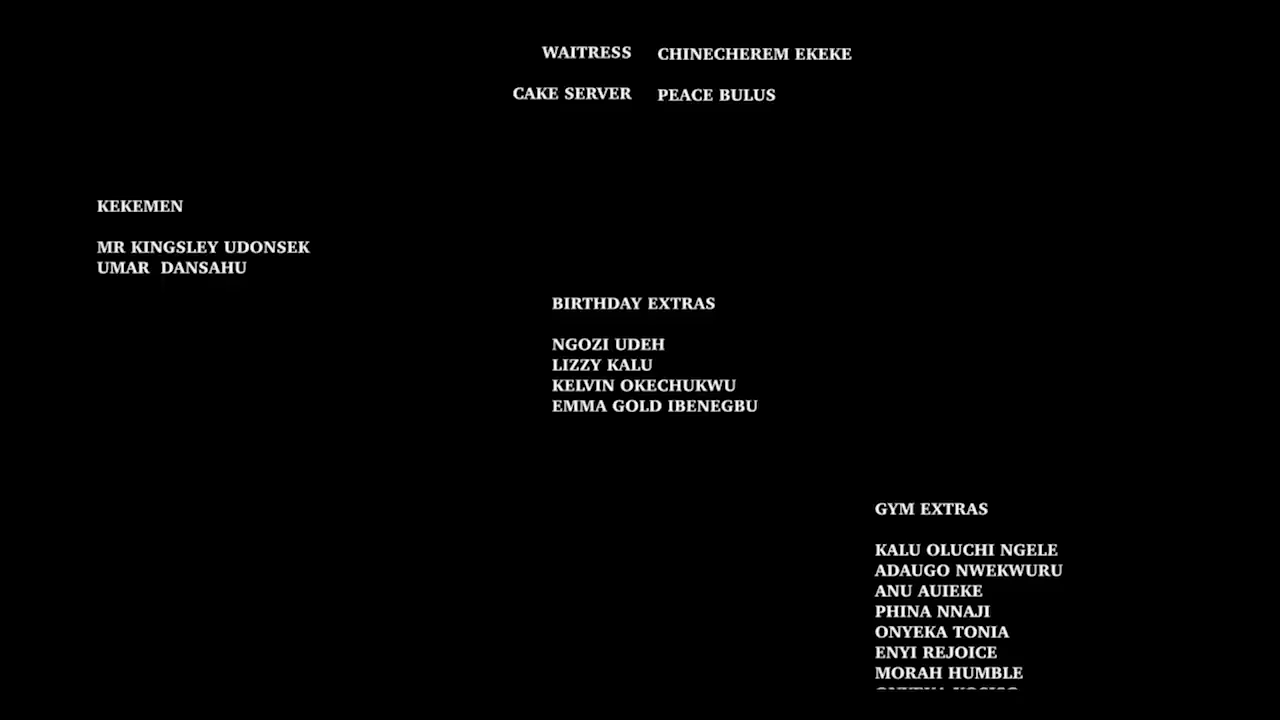 WAITRESS CHINECHEREM EKEKE
CAKE SERVER PEACE BULUS
KEKEMEN
MR KINGSLEY UDONSEK
UMAR DANSAHU
BIRTHDAY EXTRAS
NGOZI UDEH
LIZZY KALU
KELVIN OKECHUKWU
EMMA GOLD IBENEGBU
GYM EXTRAS
KALU OLUCHI NGELE
ADAUGO NWEKWURU
ANU AUIEKE
PHINA NNAJI
ONYEKA TONIA
ENYI REJOICE
MORAH HUMBLE